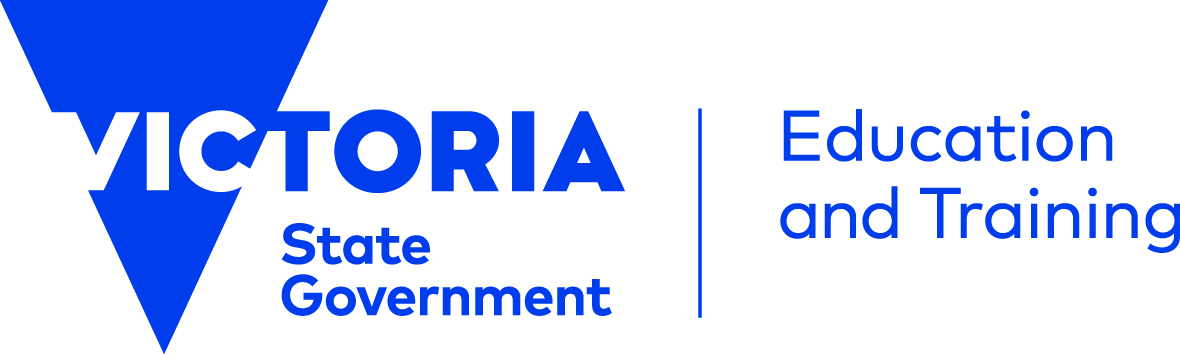 VICTORIA
State
Government
Education
and Training